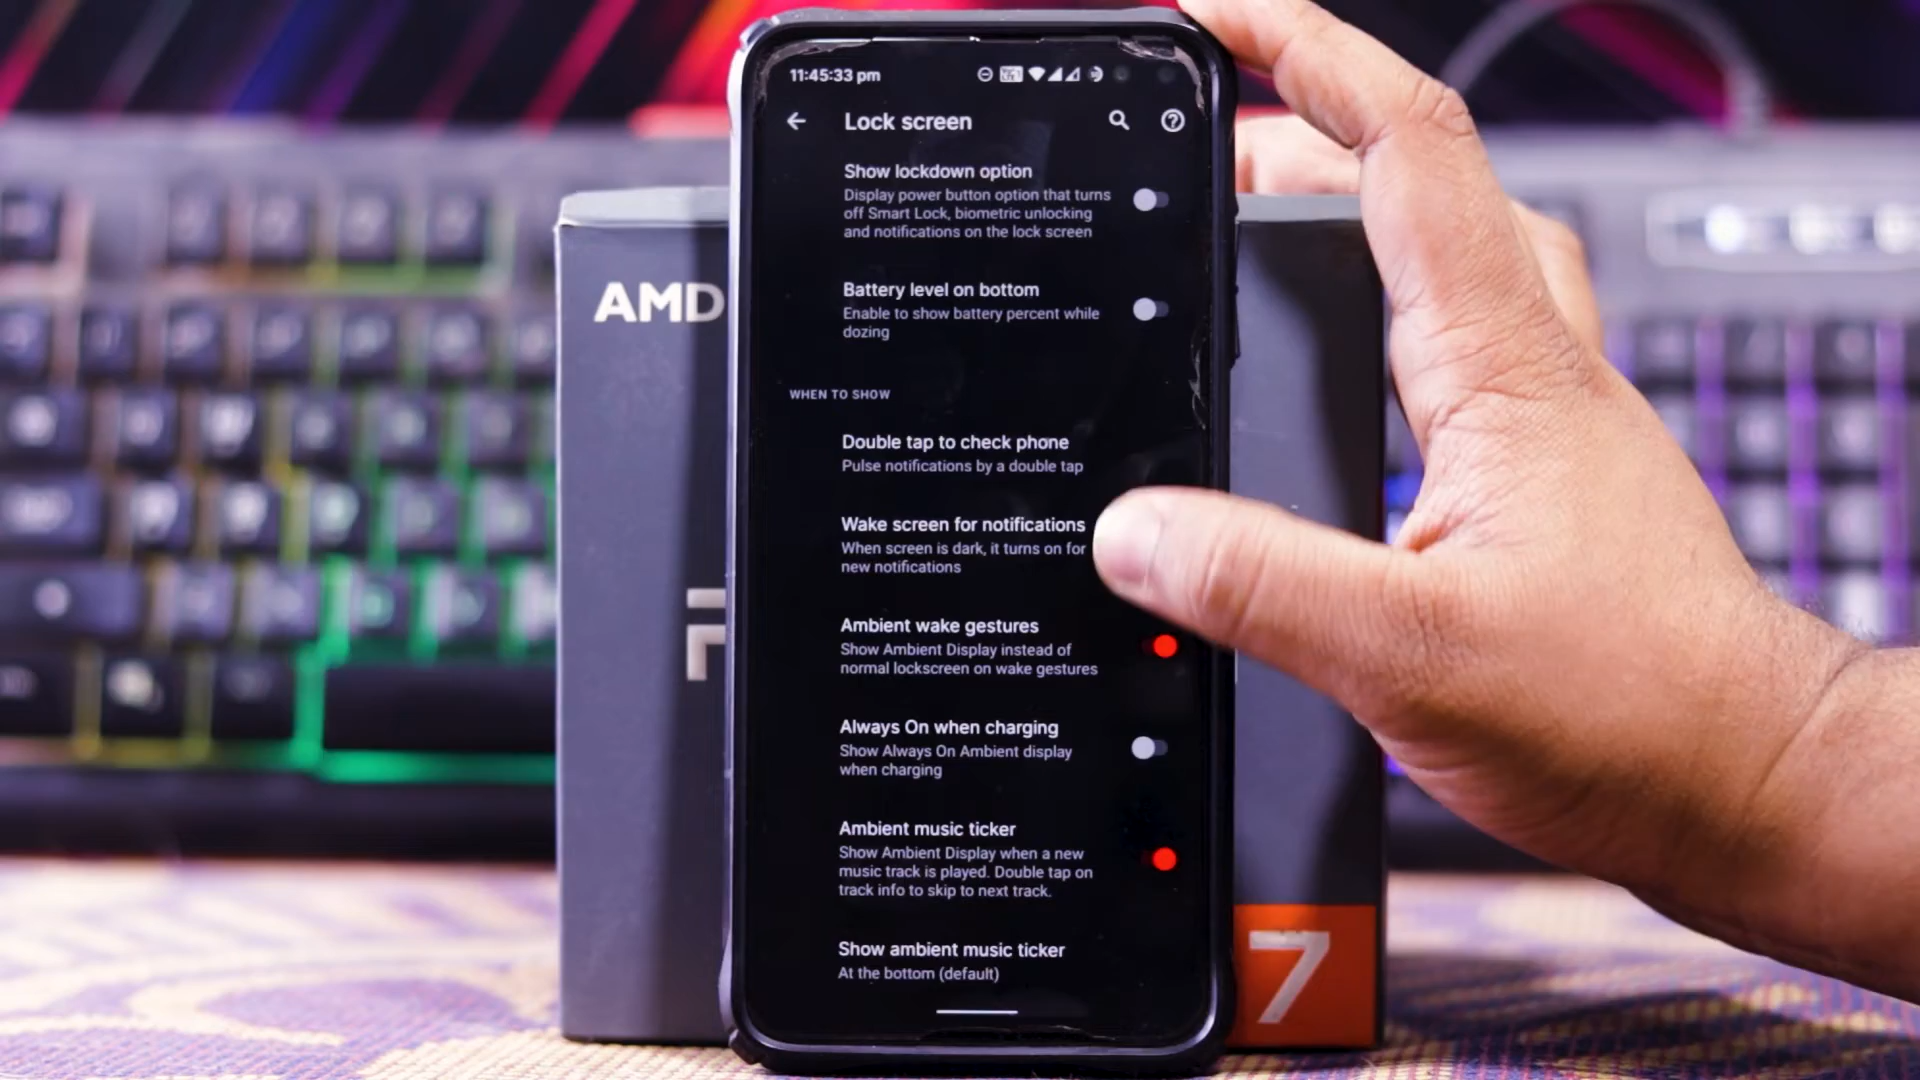 11:45:33 pm
Lock screen
Show lockdown option
Display power button option that turns
off Smart Lock, biometric unlocking
and notifications on the lock screen
Battery level on bottom
Enable to show battery percent while
dozing
WHEN TO SHOW
Double tap to check phone
Pulse notifications by a double tap
Wake screen for notifications
When screen is dark, it turns on for
new notifications
Ambient wake gestures
Show Ambient Display instead of
normal lockscreen on wake gestures
Always On when charging
Show Always On Ambient display
when charging
Ambient music ticker
Show Ambient Display when a new
music track is played. Double tap on
track info to skip to next track.
Show ambient music ticker
At the bottom (default)
AMD
7